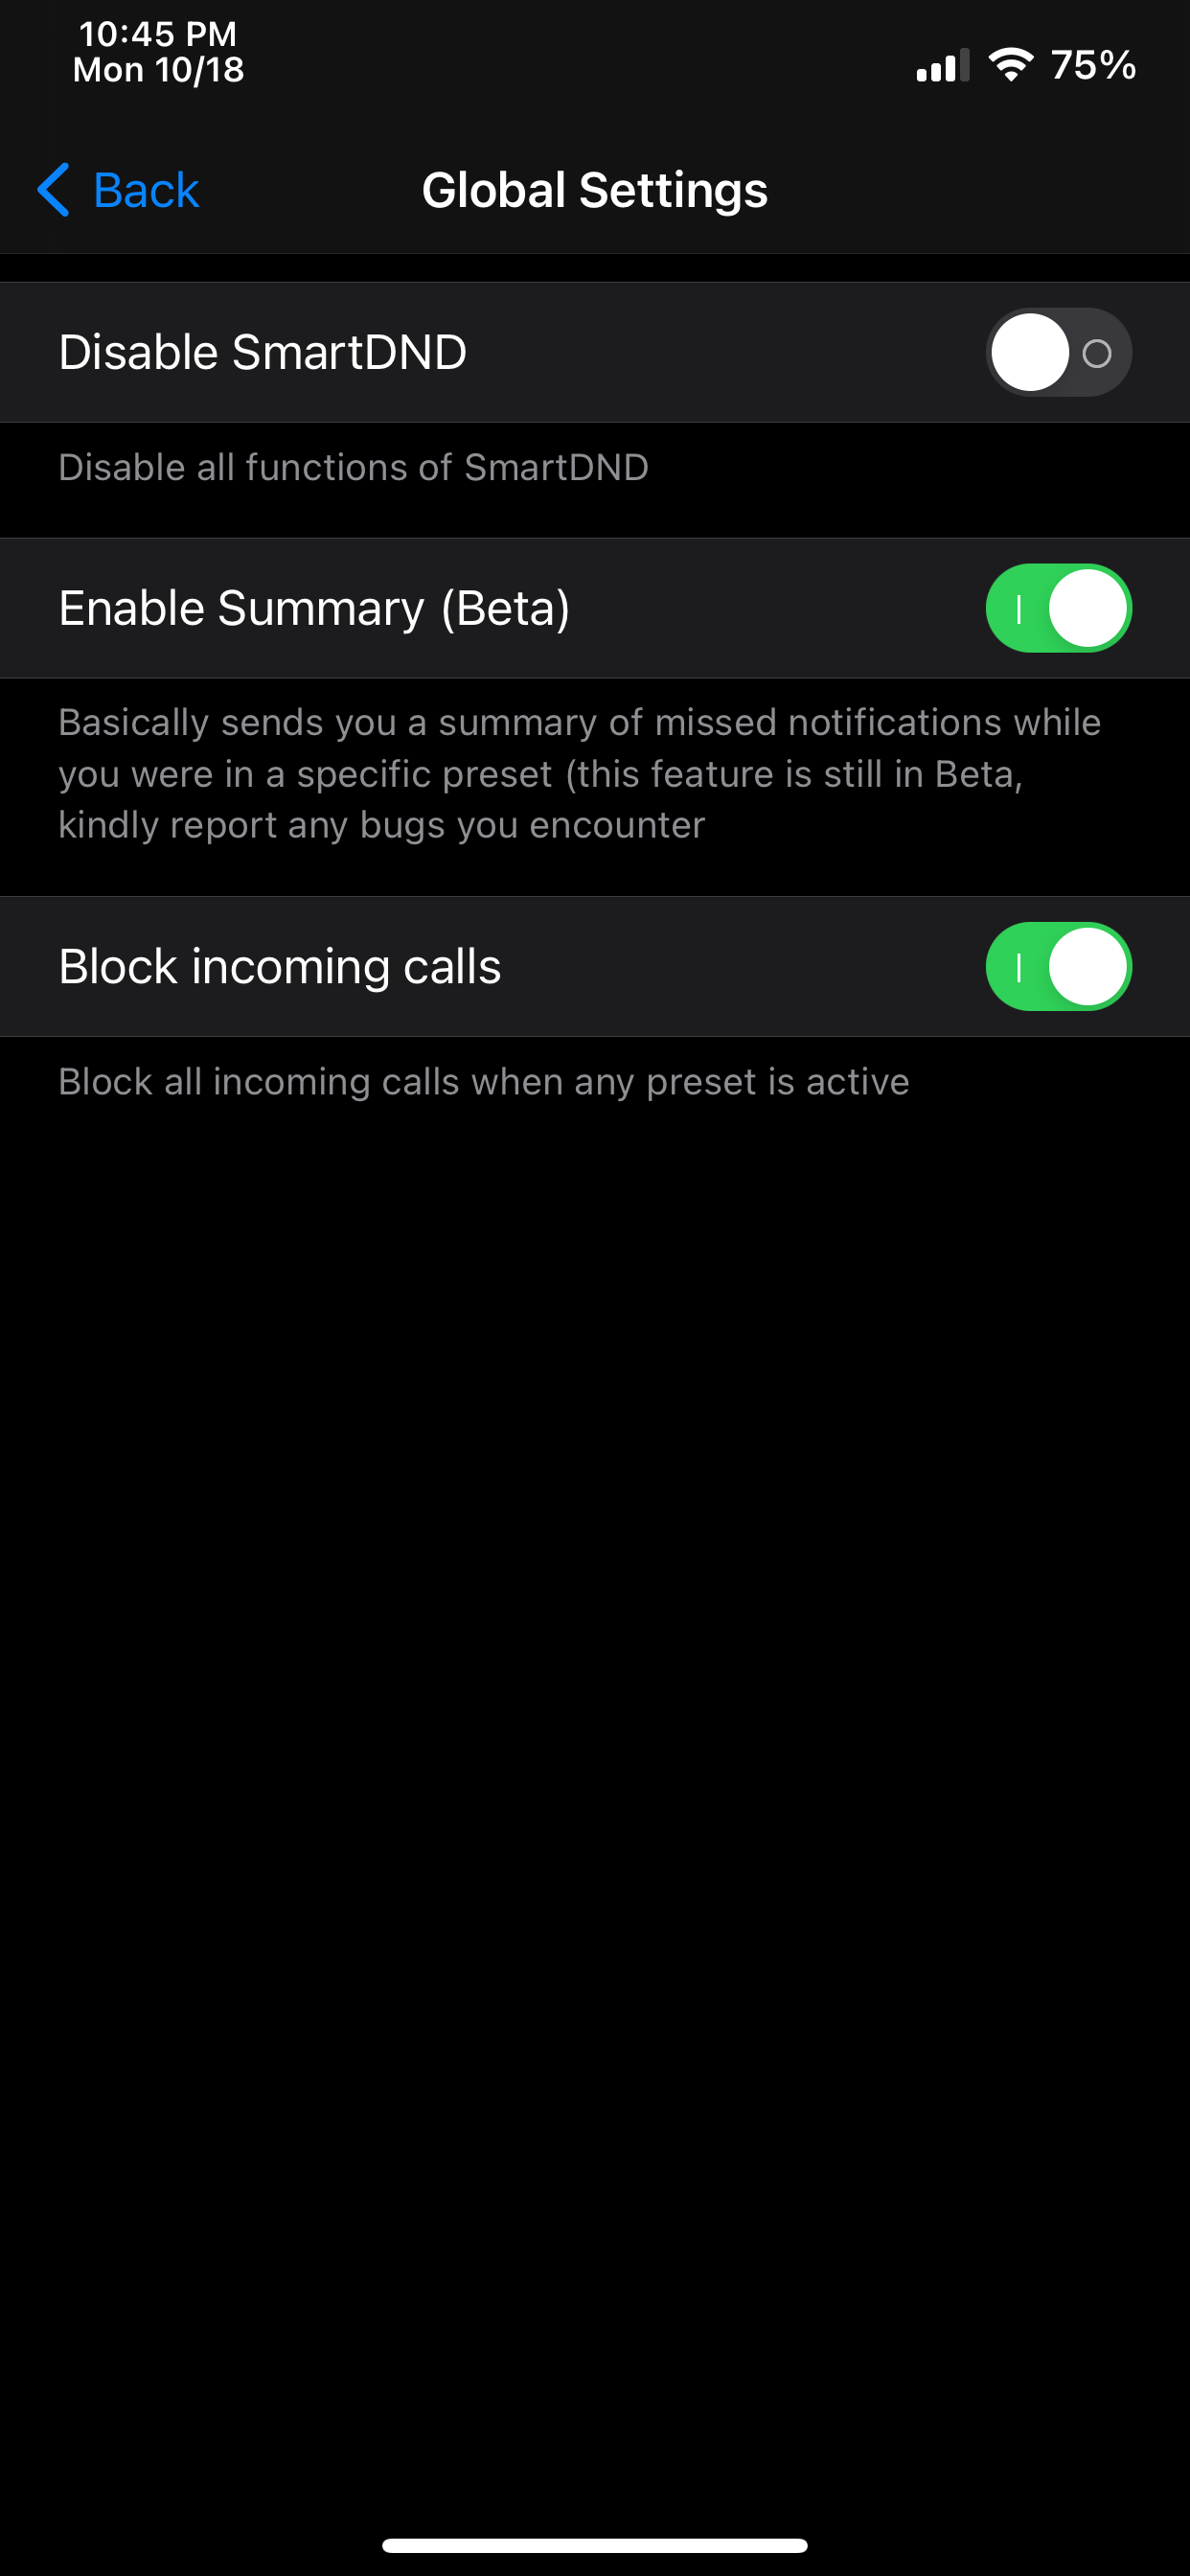 10:45 PM
Mon 10/18
75%
Back
Global Settings
Disable SmartDND
Disable all functions of SmartDND
Enable Summary (Beta)
Basically sends you a summary of missed notifications while
you were in a specific preset (this feature is still in Beta,
kindly report any bugs you encounter
Block incoming calls
Block all incoming calls when any preset is active